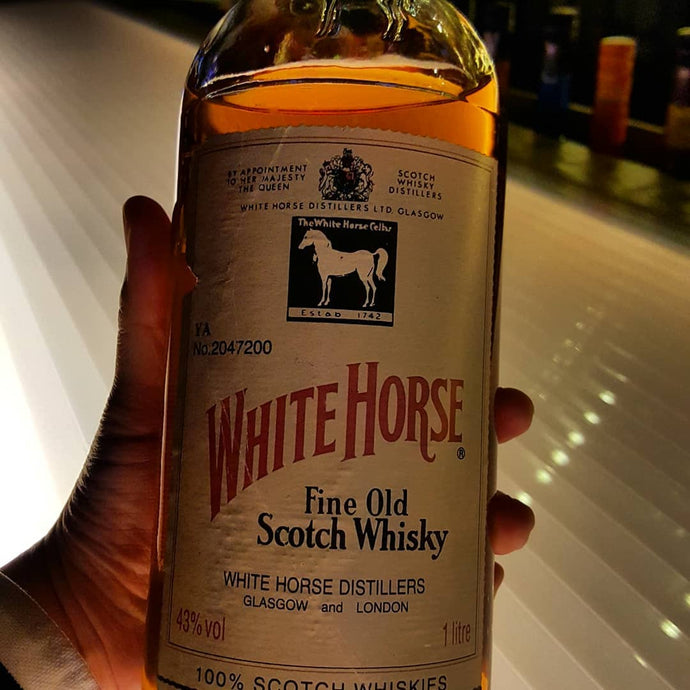 BY APPOINTMENT
TO HER MAJESTY
THE QUEEN
SCOTCH
WHISKY
DISTILLERS
WHITE HORSE DISTILLERS LTD. GLASGOW
The White Horse Cellar
Estab 1742
YA
No.2047200
WHITE HORSE ®
Fine Old
Scotch Whisky
WHITE HORSE DISTILLERS
GLASGOW and LONDON
43% vol
1 litre
100% SCOTCH WHISKIES